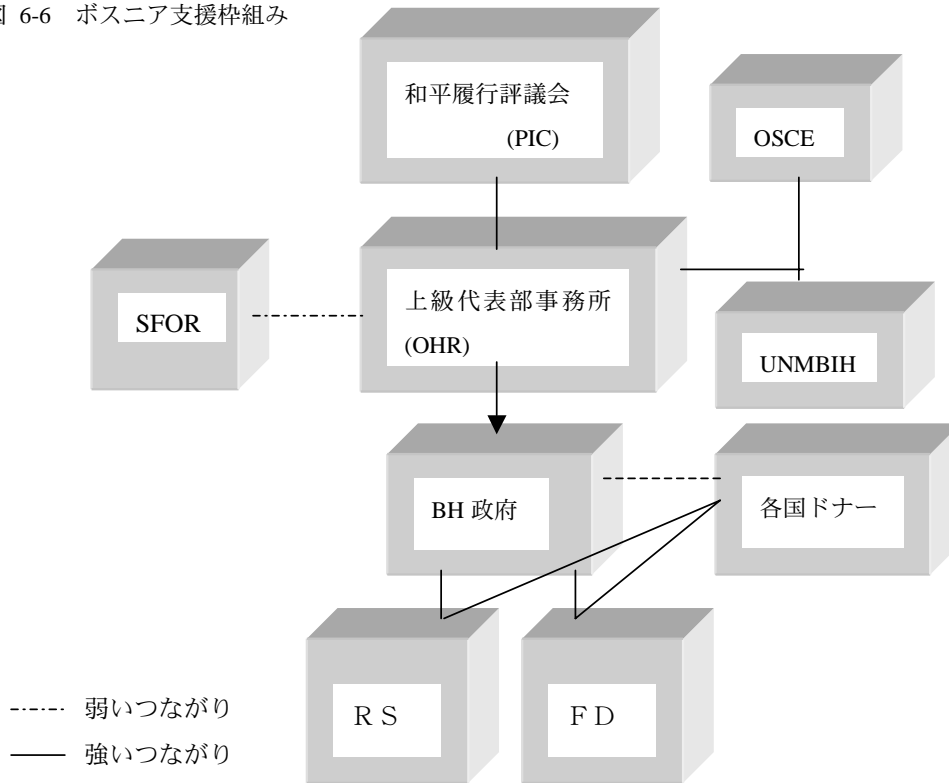 図 6-6 ボスニア支援枠組み
和平履行評議会
(PIC)
OSCE
SFOR
上級代表部事務所
(OHR)
UNMBIH
BH 政府
各国ドナー
ＲＳ
ＦＤ
弱いつながり
強いつながり